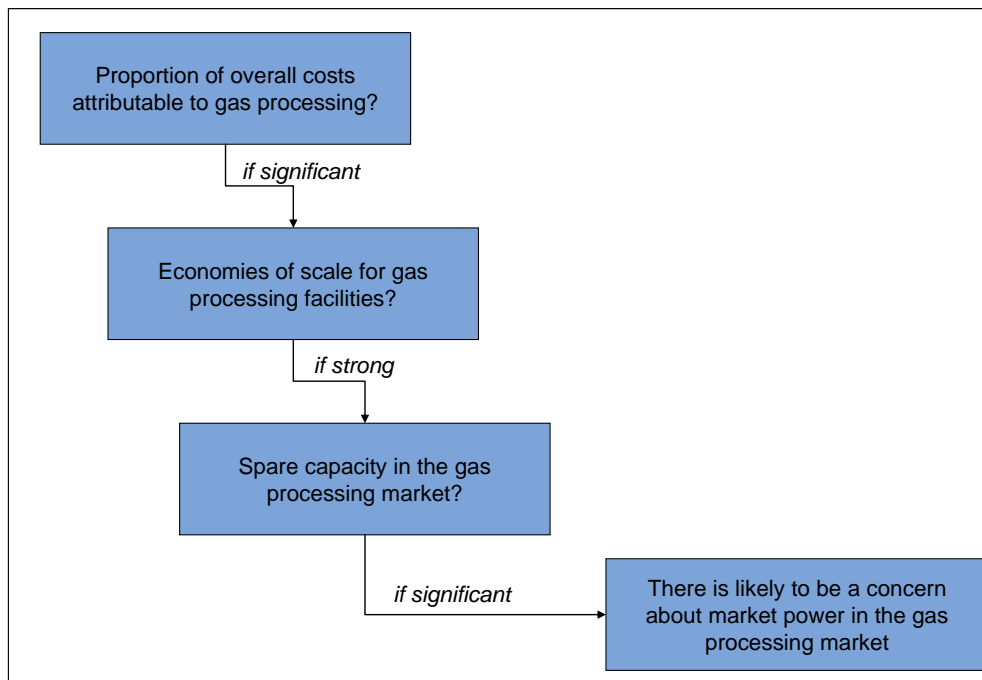 Proportion of overall costs
attributable to gas processing?
if significant
Economies of scale for gas
processing facilities?
if strong
Spare capacity in the gas
processing market?
if significant
There is likely to be a concern
about market power in the gas
processing market